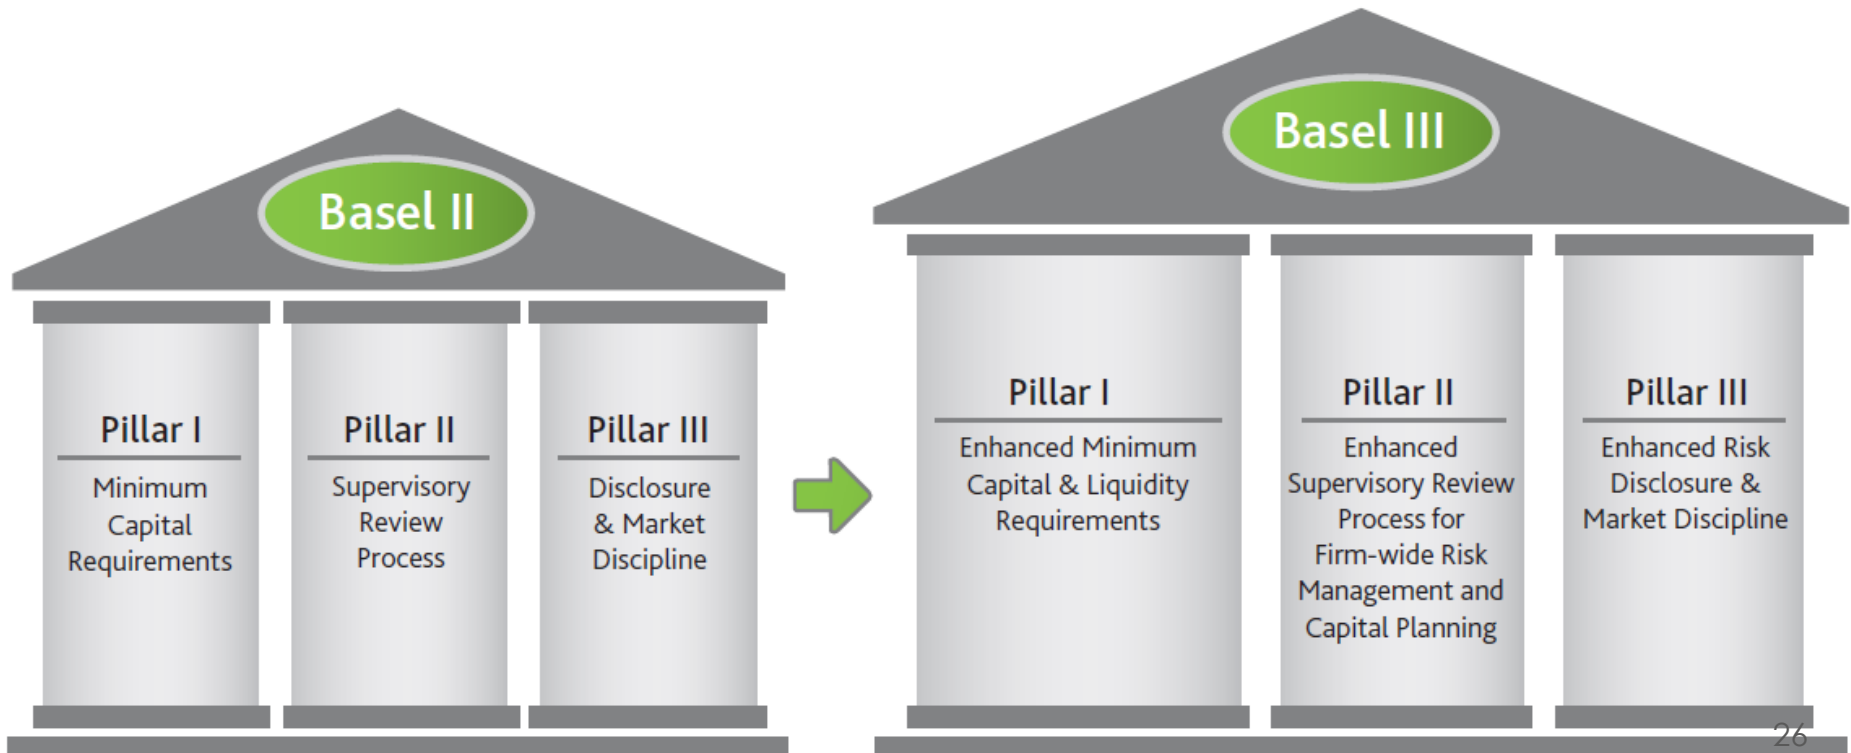 Basel II
Pillar I
Minimum
Capital
Requirements
Pillar II
Supervisory
Review
Process
Pillar III
Disclosure
& Market
Discipline
Basel III
Pillar I
Enhanced Minimum
Capital & Liquidity
Requirements
Pillar II
Enhanced
Supervisory Review
Process for
Firm-wide Risk
Management and
Capital Planning
Pillar III
Enhanced Risk
Disclosure &
Market Discipline
26